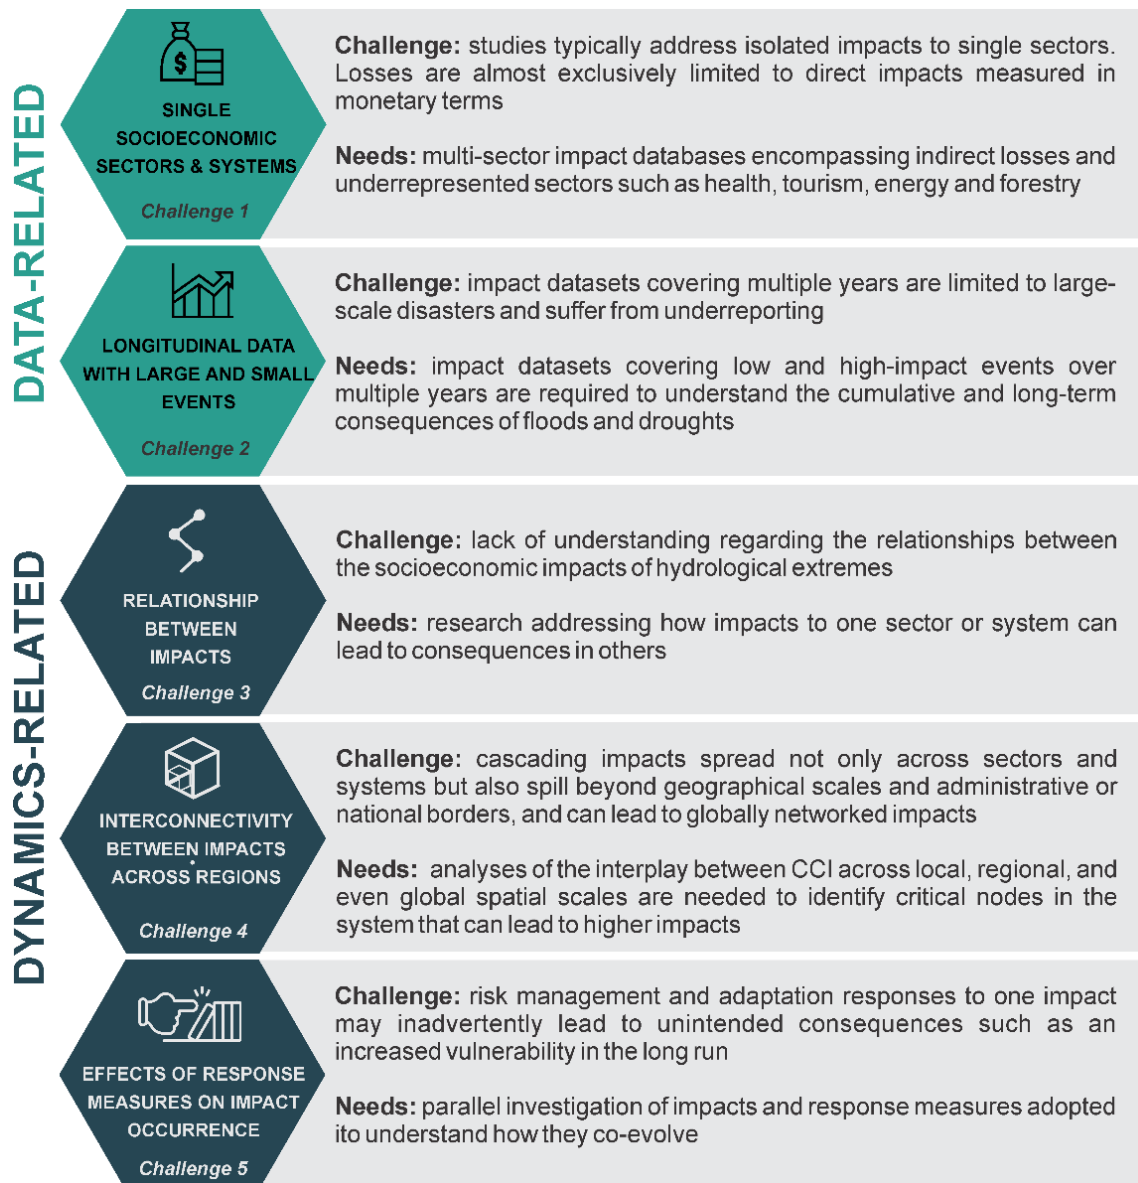 DATA-RELATED
$
SINGLE
SOCIOECONOMIC
SECTORS & SYSTEMS
Challenge 1
Challenge: studies typically address isolated impacts to single sectors.
Losses are almost exclusively limited to direct impacts measured in
monetary terms
Needs: multi-sector impact databases encompassing indirect losses and
underrepresented sectors such as health, tourism, energy and forestry
LONGITUDINAL DATA
WITH LARGE AND SMALL
EVENTS
Challenge 2
Challenge: impact datasets covering multiple years are limited to large-
scale disasters and suffer from underreporting
Needs: impact datasets covering low and high-impact events over
multiple years are required to understand the cumulative and long-term
consequences of floods and droughts
DYNAMICS-RELATED
RELATIONSHIP
BETWEEN
IMPACTS
Challenge 3
Challenge: lack of understanding regarding the relationships between
the socioeconomic impacts of hydrological extremes
Needs: research addressing how impacts to one sector or system can
lead to consequences in others
INTERCONNECTIVITY
BETWEEN IMPACTS
ACROSS REGIONS
Challenge 4
Challenge: cascading impacts spread not only across sectors and
systems but also spill beyond geographical scales and administrative or
national borders, and can lead to globally networked impacts
Needs: analyses of the interplay between CCI across local, regional, and
even global spatial scales are needed to identify critical nodes in the
system that can lead to higher impacts
EFFECTS OF RESPONSE
MEASURES ON IMPACT
OCCURRENCE
Challenge 5
Challenge: risk management and adaptation responses to one impact
may inadvertently lead to unintended consequences such as an
increased vulnerability in the long run
Needs: parallel investigation of impacts and response measures adopted
ito understand how they co-evolve